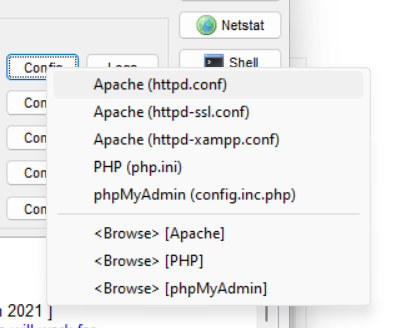 Netstat
Shell
Config
Logs
Apache (httpd.conf)
Apache (httpd-ssl.conf)
Apache (httpd-xampp.conf)
PHP (php.ini)
phpMyAdmin (config.inc.php)
<Browse> [Apache]
<Browse> [PHP]
<Browse> [phpMyAdmin]
2021 ]